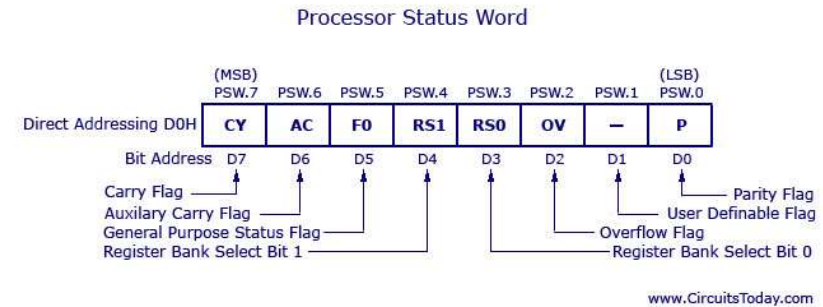 Processor Status Word
(MSB) (LSB)
PSW.7 PSW.6 PSW.5 PSW.4 PSW.3 PSW.2 PSW.1 PSW.0
Direct Addressing D0H CY AC F0 RS1 RS0 OV — P
Bit Address D7 D6 D5 D4 D3 D2 D1 D0
Carry Flag Parity Flag
Auxilary Carry Flag User Definable Flag
General Purpose Status Flag Overflow Flag
Register Bank Select Bit 1 Register Bank Select Bit 0
www.CircuitsToday.com